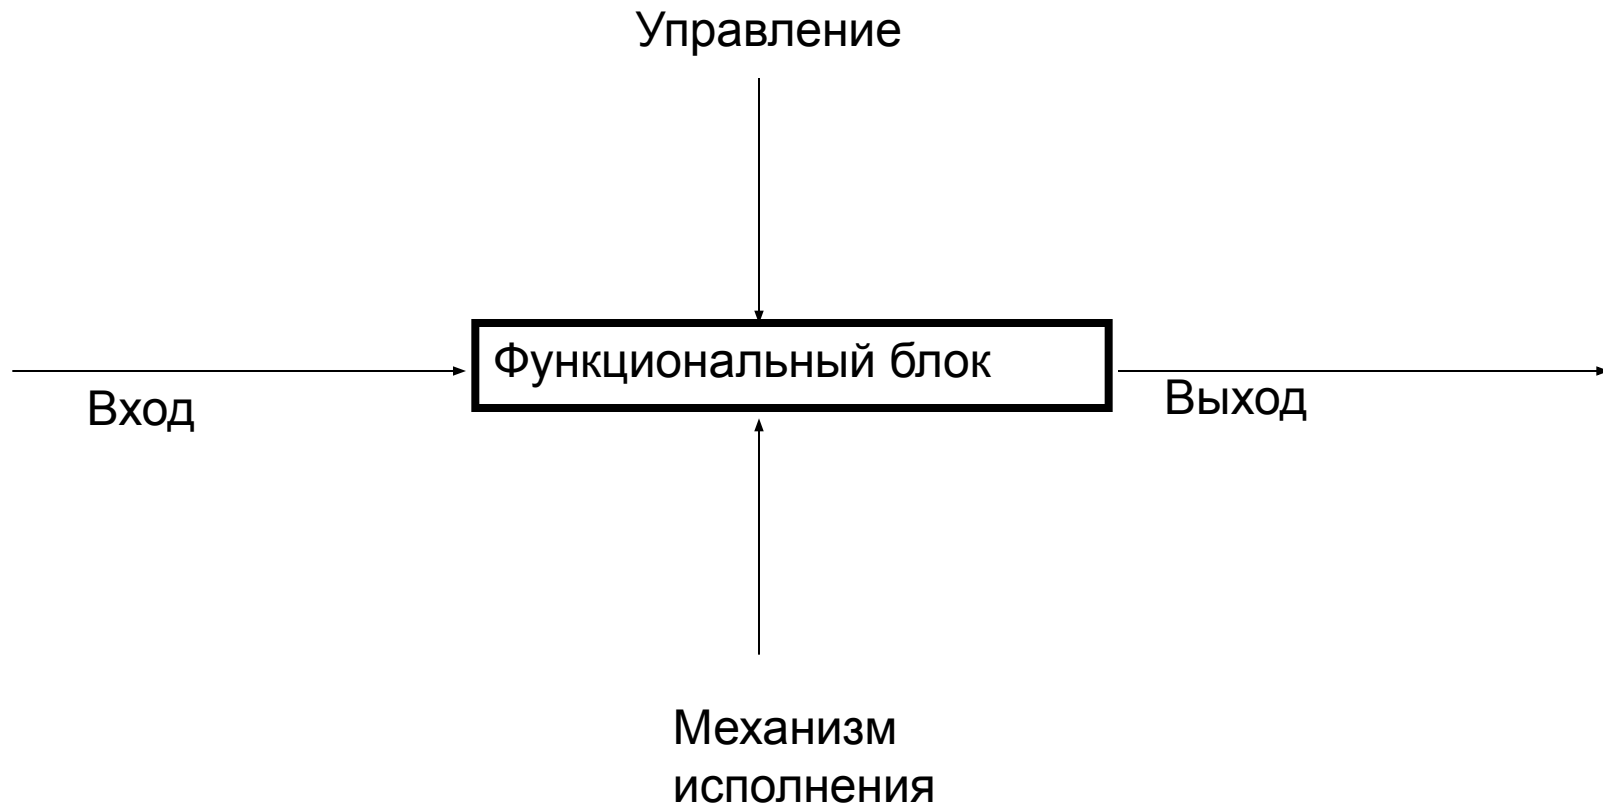 Управление
Функциональный блок
Вход
Выход
Механизм
исполнения